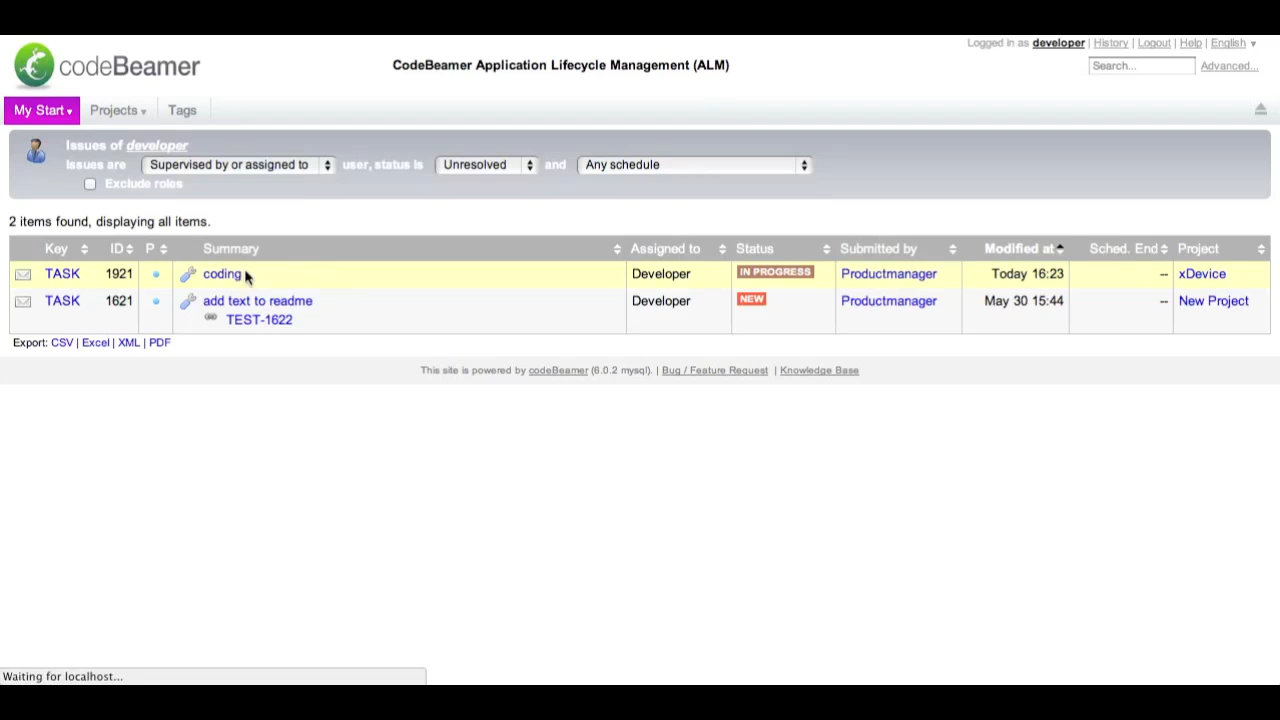 Logged in as developer | History | Logout | Help | English
codeBeamer
CodeBeamer Application Lifecycle Management (ALM)
Search... Advanced...
My Start Projects Tags
Issues of developer
Issues are Supervised by or assigned to user, status is Unresolved and Any schedule
Exclude roles
2 items found, displaying all items.
Key ID P Summary Assigned to Status Submitted by Modified at Sched. End Project
TASK 1921 coding Developer IN PROGRESS Productmanager Today 16:23 -- xDevice
TASK 1621 add text to readme Developer NEW Productmanager May 30 15:44 -- New Project
TEST-1622
Export: CSV | Excel | XML | PDF
This site is powered by codeBeamer (6.0.2 mysql). | Bug / Feature Request | Knowledge Base
Waiting for localhost...